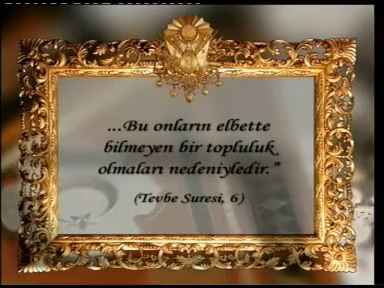 ...Bu onların elbette
bilmeyen bir topluluk
olmaları nedeniyledir."
(Tevbe Suresi, 6)